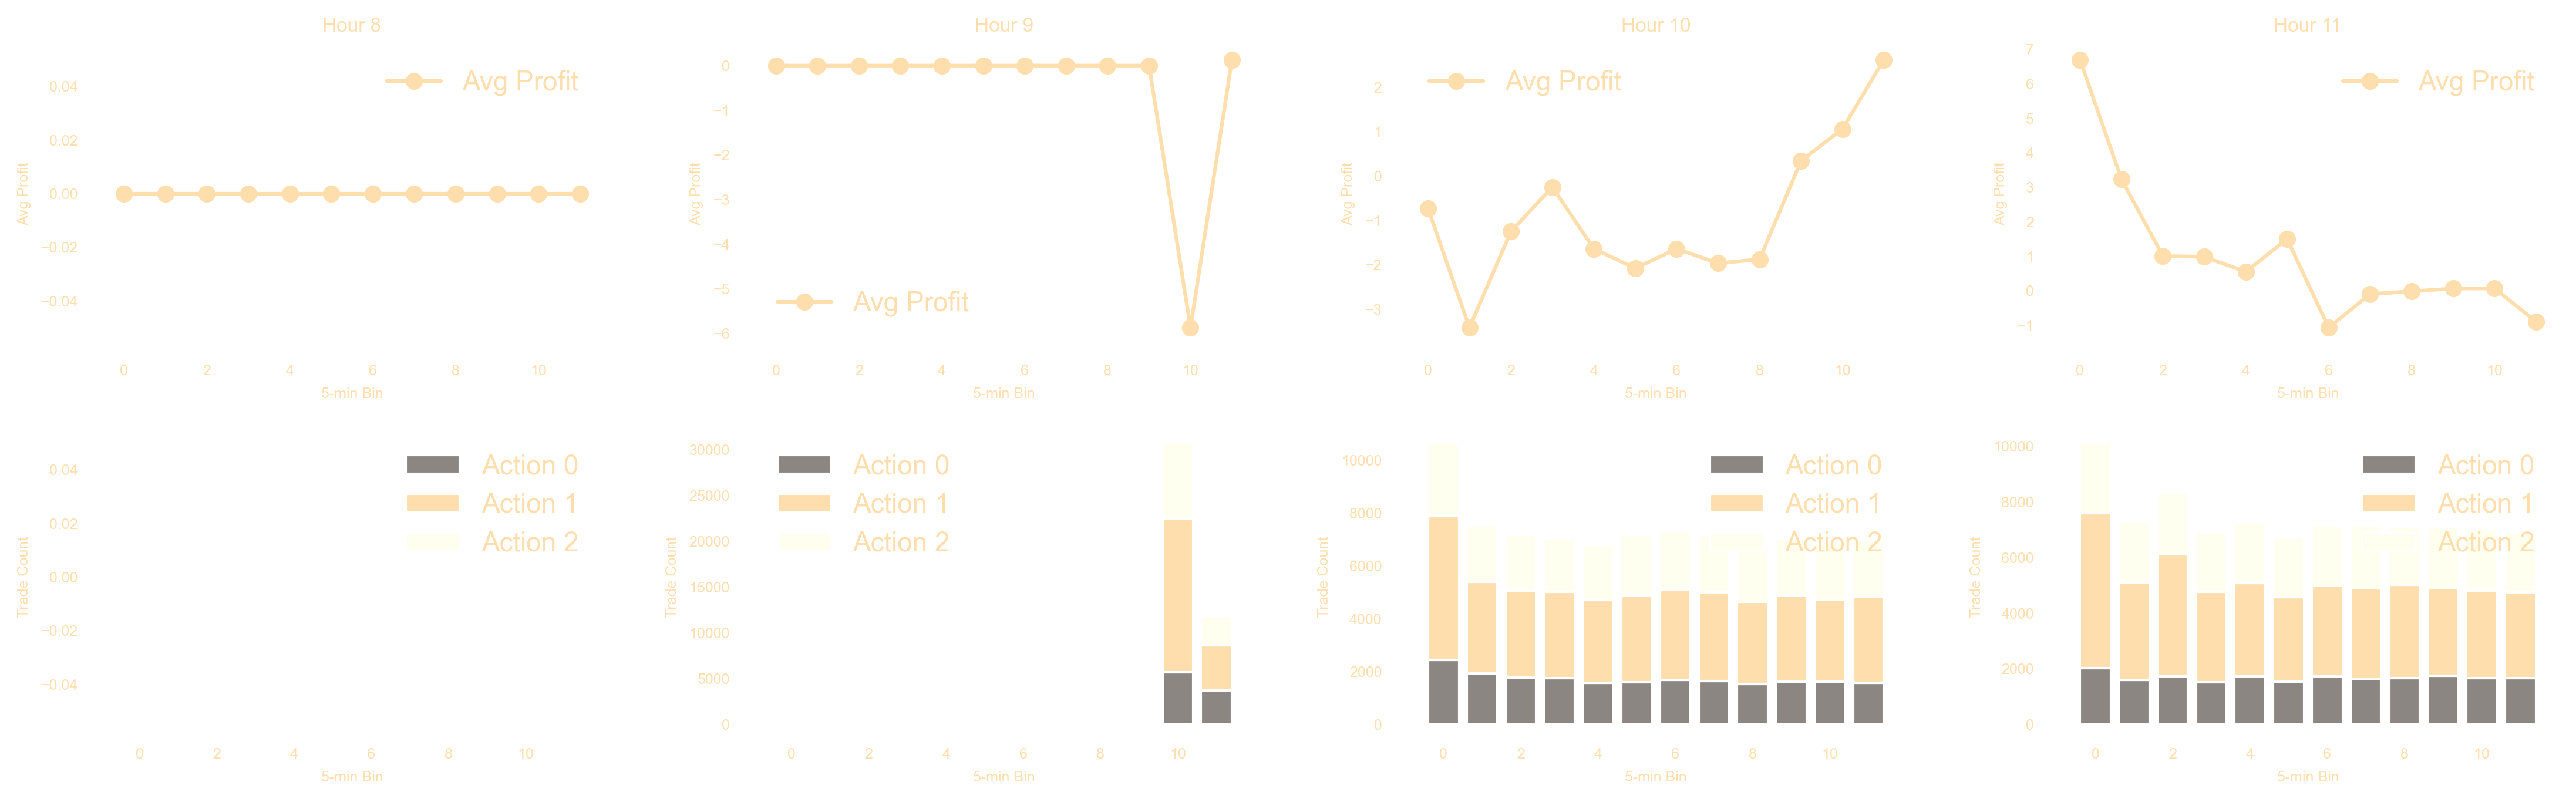 Hour 8
Avg Profit
0.04
0.02
0.00
−0.02
−0.04
Avg Profit
0 2 4 6 8 10
5-min Bin
Hour 9
Avg Profit
0
−1
−2
−3
−4
−5
−6
Avg Profit
0 2 4 6 8 10
5-min Bin
Hour 10
Avg Profit
2
1
0
−1
−2
−3
Avg Profit
0 2 4 6 8 10
5-min Bin
Hour 11
Avg Profit
7
6
5
4
3
2
1
0
−1
Avg Profit
0 2 4 6 8 10
5-min Bin
Action 0
Action 1
Action 2
0.04
0.02
0.00
−0.02
−0.04
Trade Count
0 2 4 6 8 10
5-min Bin
Action 0
Action 1
Action 2
30000
25000
20000
15000
10000
5000
0
Trade Count
0 2 4 6 8 10
5-min Bin
Action 0
Action 1
Action 2
10000
8000
6000
4000
2000
0
Trade Count
0 2 4 6 8 10
5-min Bin
Action 0
Action 1
Action 2
10000
8000
6000
4000
2000
0
Trade Count
0 2 4 6 8 10
5-min Bin